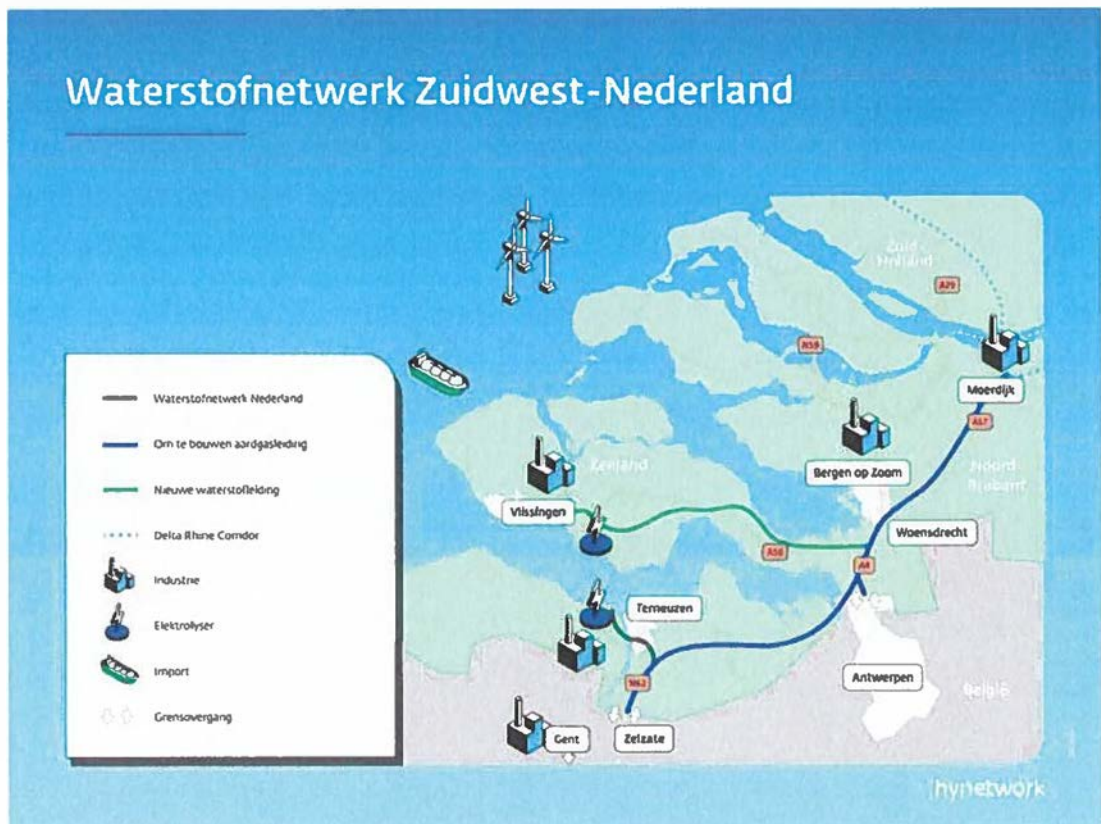 Waterstofnetwerk Zuidwest-Nederland
Waterstofnetwerk Nederland
Om te bouwen aardgasleiding
Nieuwe waterstofleiding
Delta Rhine Corridor
Industrie
Elektrolyser
Import
Grensovergang
Zuid-
Holland
A29
N59
Moerdijk
A17
Zeeland
Bergen op Zoom
Noord
Brabant
Vlissingen
Woensdrecht
A58
A4
Terneuzen
N62
Antwerpen
België
Gent
Zelzate
hynetwork